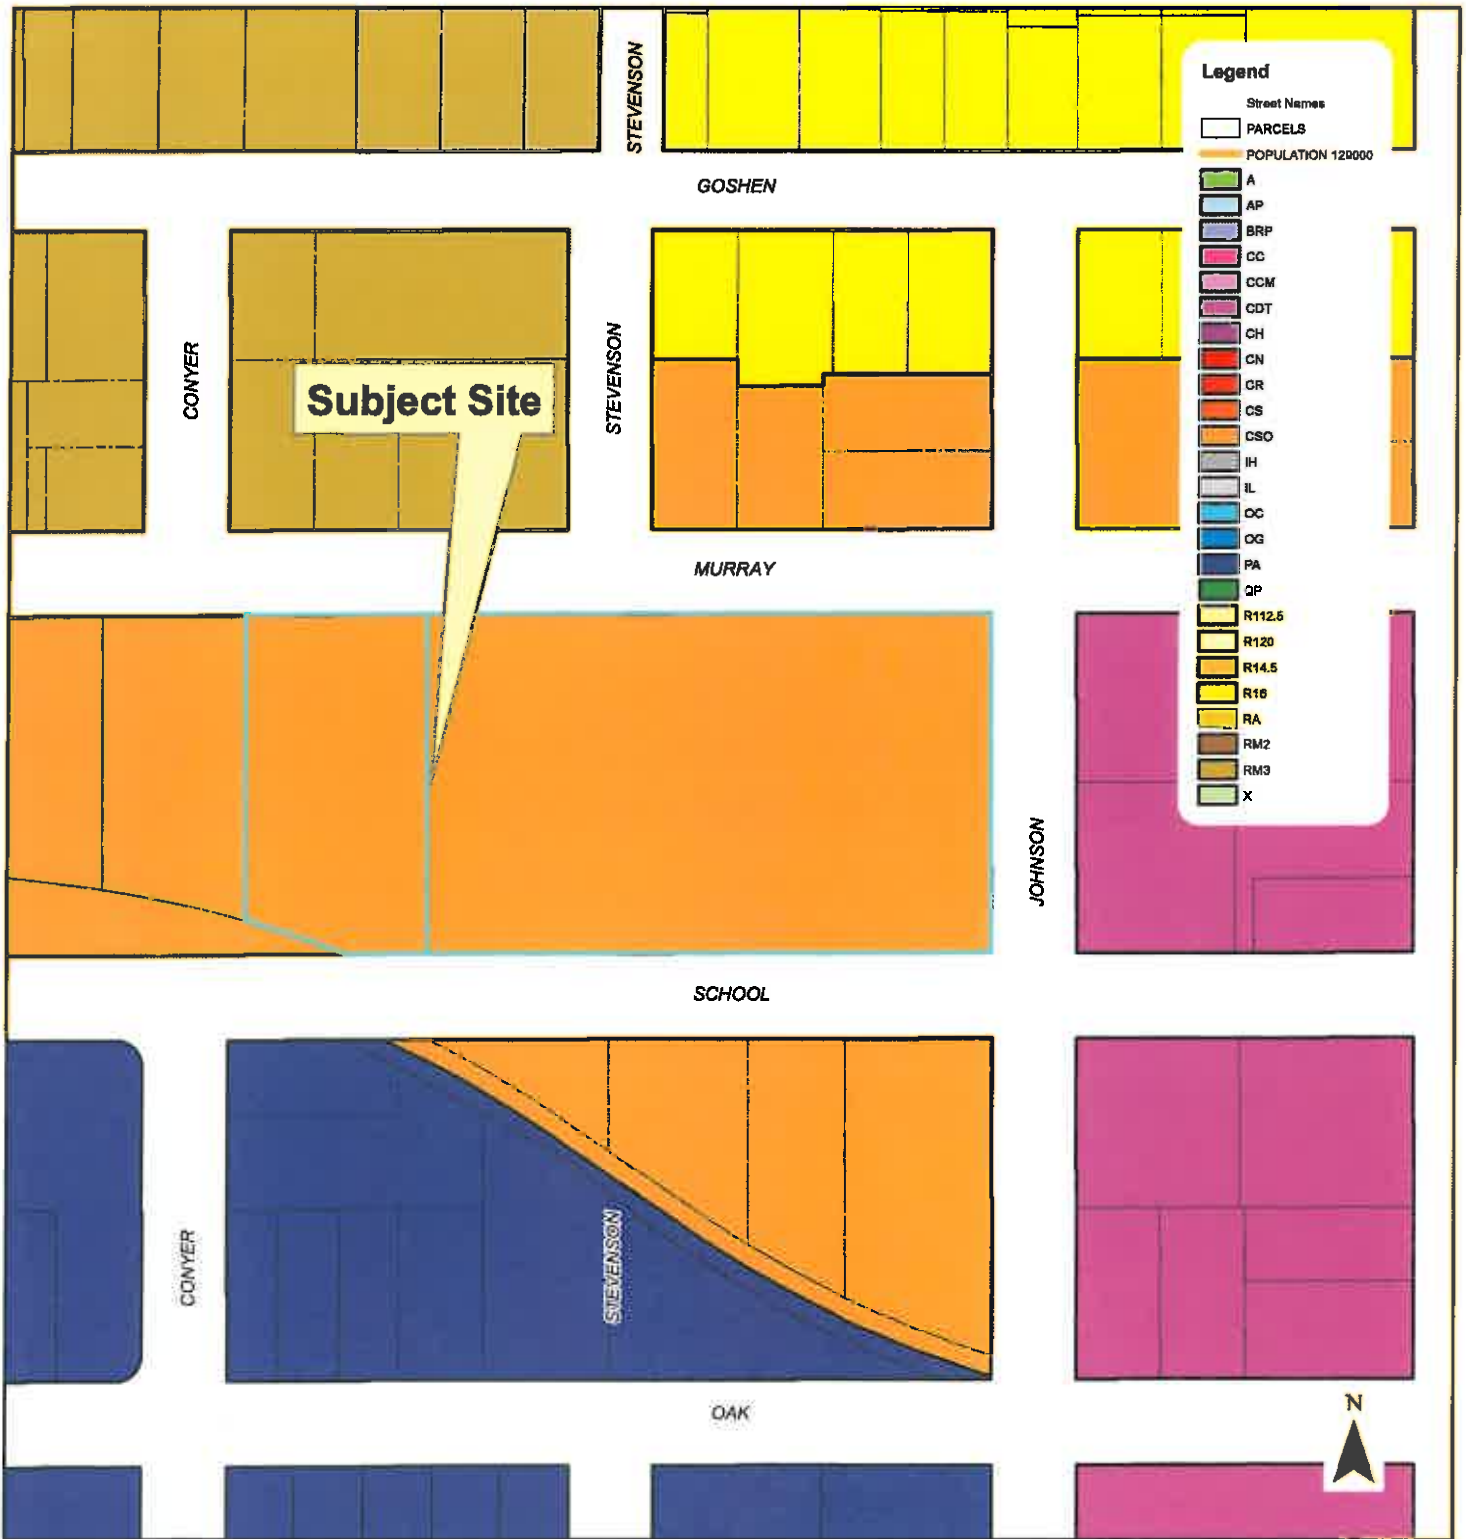 STEVENSON
Legend
Street Names
PARCELS
POPULATION 129000
A
AP
BRP
CC
CCM
CDT
CH
CN
CR
CS
CSO
IH
IL
OC
OG
PA
QP
R112.5
R120
R14.5
R16
RA
RM2
RM3
X
GOSHEN
CONYER
Subject Site
STEVENSON
MURRAY
JOHNSON
SCHOOL
CONYER
STEVENSON
OAK
N